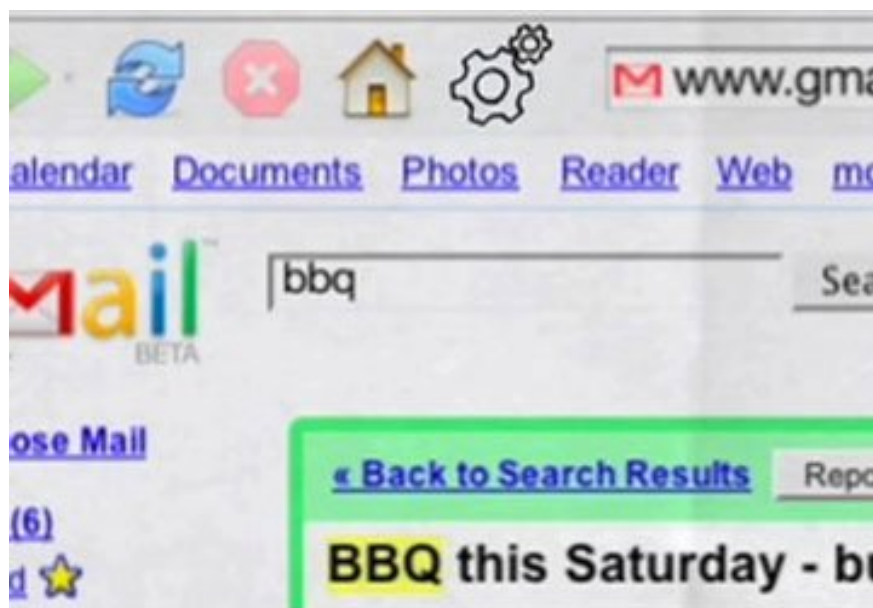 www.gma
alendar Documents Photos Reader Web mo
Mail
BETA
bbq
Sea
ose Mail
« Back to Search Results
Repo
(6)
d
BBQ this Saturday - bu